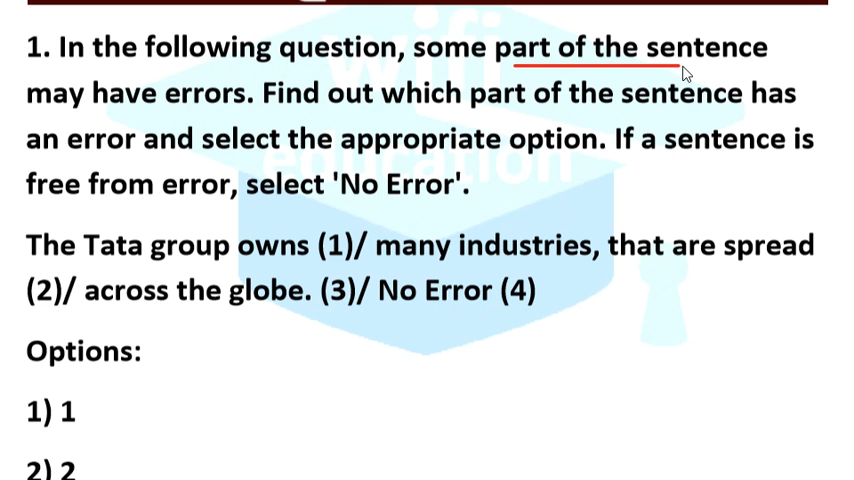 1. In the following question, some part of the sentence
may have errors. Find out which part of the sentence has
an error and select the appropriate option. If a sentence is
free from error, select 'No Error'.
The Tata group owns (1)/ many industries, that are spread
(2)/ across the globe. (3)/ No Error (4)
Options:
1) 1
2) 2
wifi
education